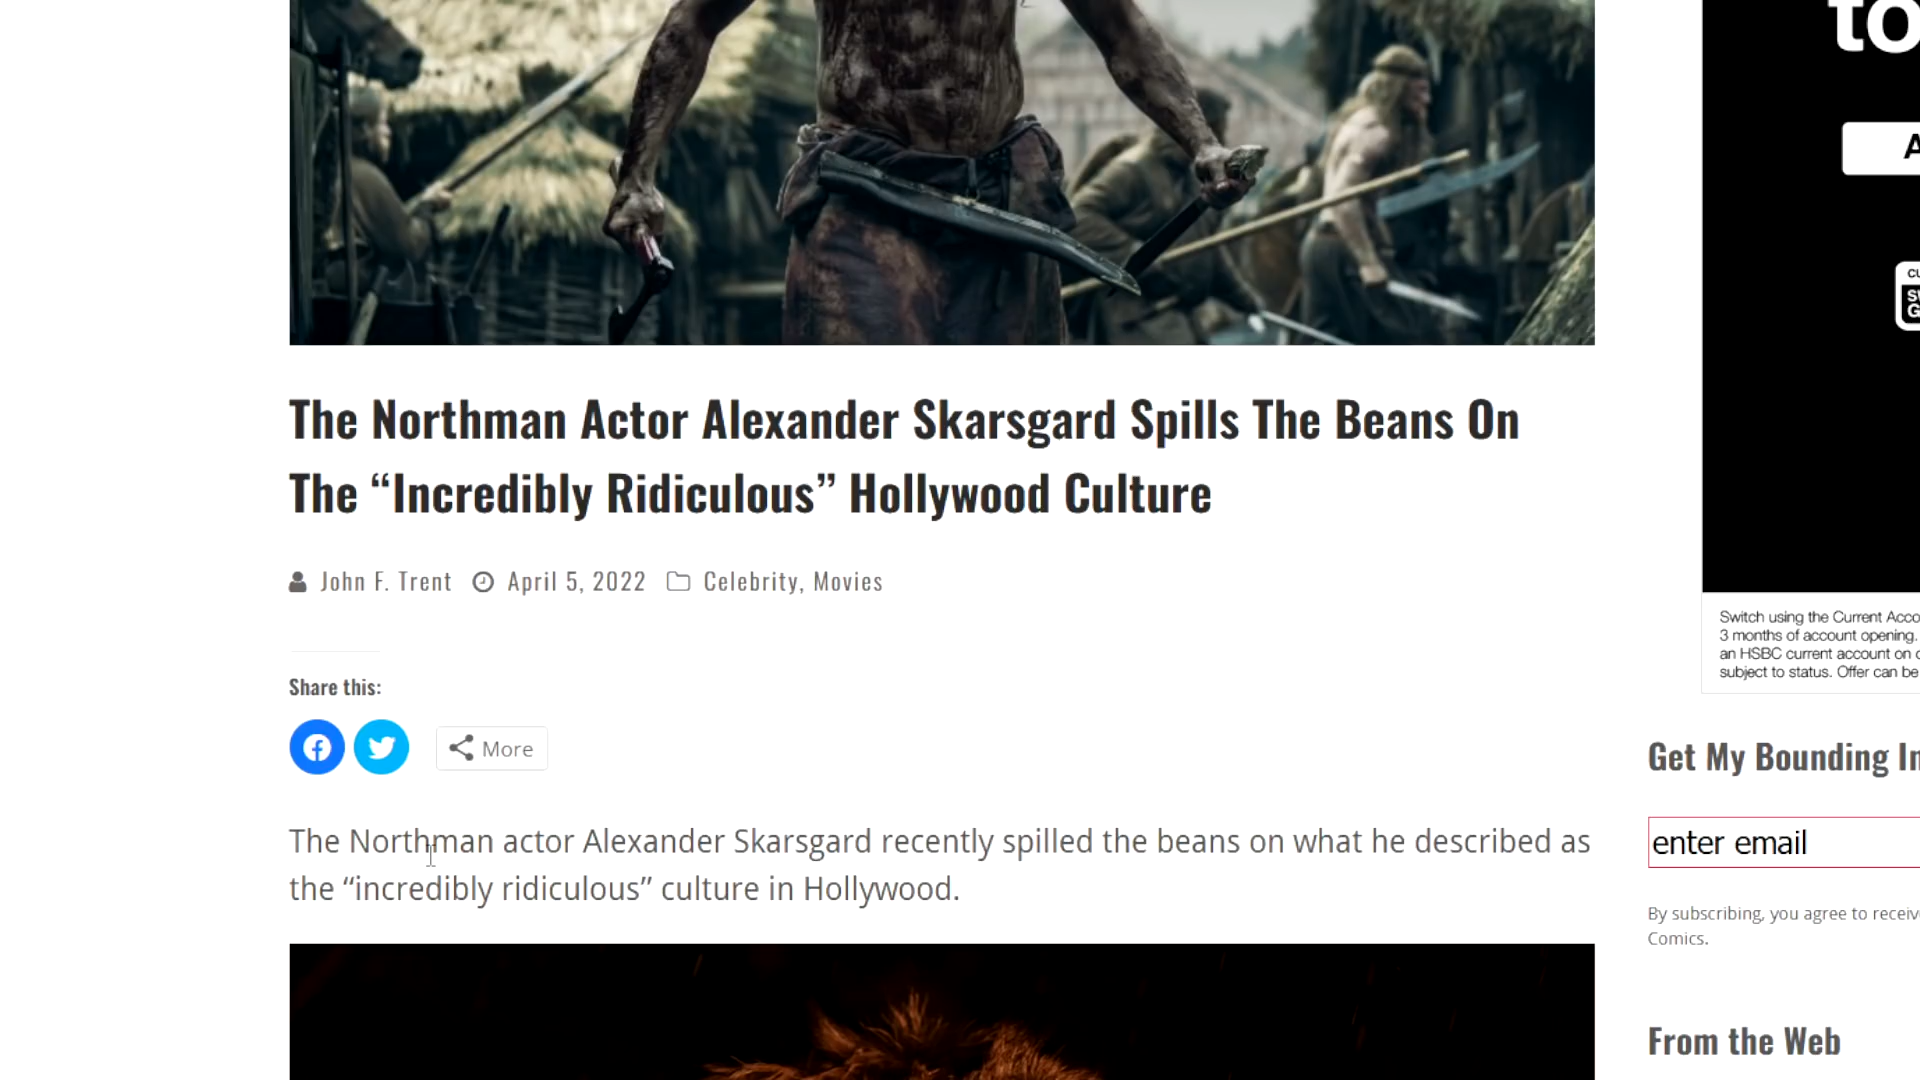 to
A
The Northman Actor Alexander Skarsgard Spills The Beans On
The “Incredibly Ridiculous” Hollywood Culture
John F. Trent April 5, 2022 Celebrity, Movies
Share this:
More
The Northman actor Alexander Skarsgard recently spilled the beans on what he described as
the “incredibly ridiculous” culture in Hollywood.
Switch using the Current Acco
3 months of account opening.
an HSBC current account on
subject to status. Offer can be
Get My Bounding In
enter email
By subscribing, you agree to receiv
Comics.
From the Web